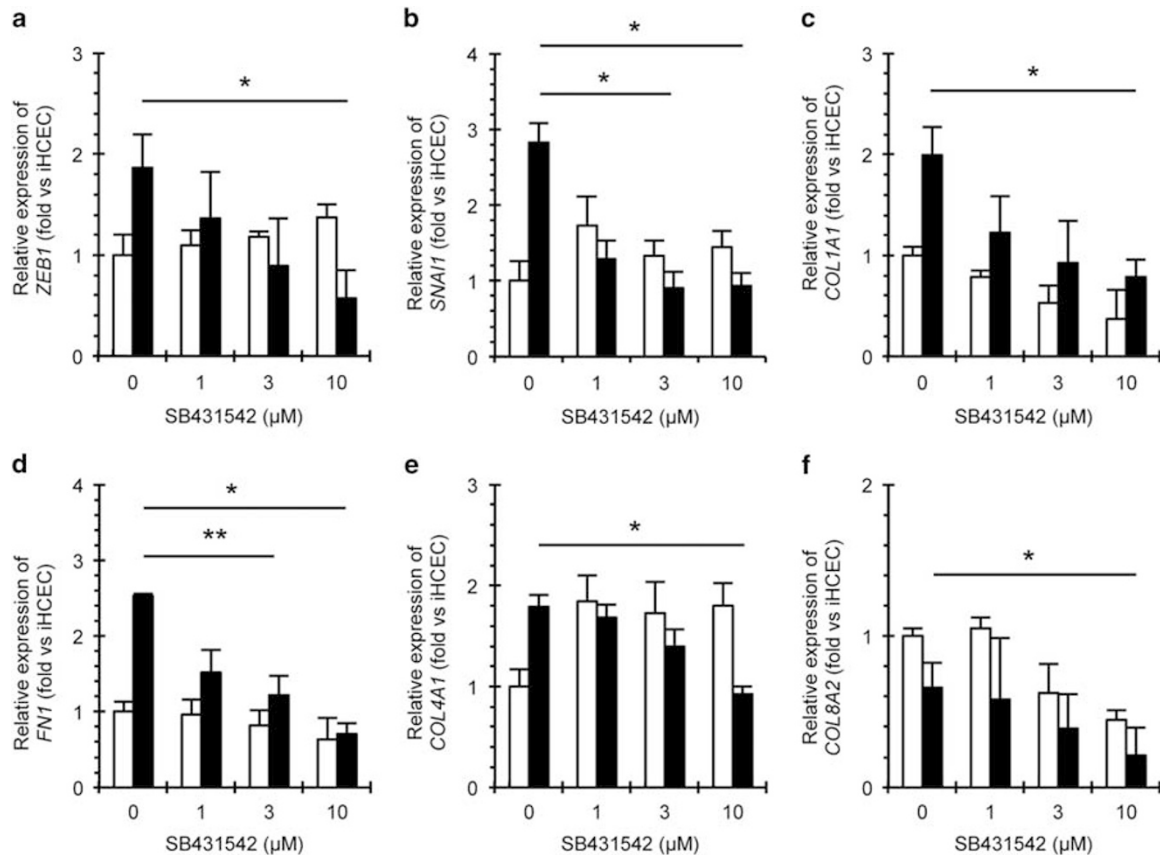 a
Relative expression of
ZEB1 (fold vs iHCEC)
3
2
1
0
*
0 1 3 10
SB431542 (µM)
b
Relative expression of
SNAI1 (fold vs iHCEC)
4
3
2
1
0
*
*
0 1 3 10
SB431542 (µM)
c
Relative expression of
COL1A1 (fold vs iHCEC)
3
2
1
0
*
0 1 3 10
SB431542 (µM)
d
Relative expression of
FN1 (fold vs iHCEC)
4
3
2
1
0
*
**
0 1 3 10
SB431542 (µM)
e
Relative expression of
COL4A1 (fold vs iHCEC)
3
2
1
0
*
0 1 3 10
SB431542 (µM)
f
Relative expression of
COL8A2 (fold vs iHCEC)
2
1
0
*
0 1 3 10
SB431542 (µM)